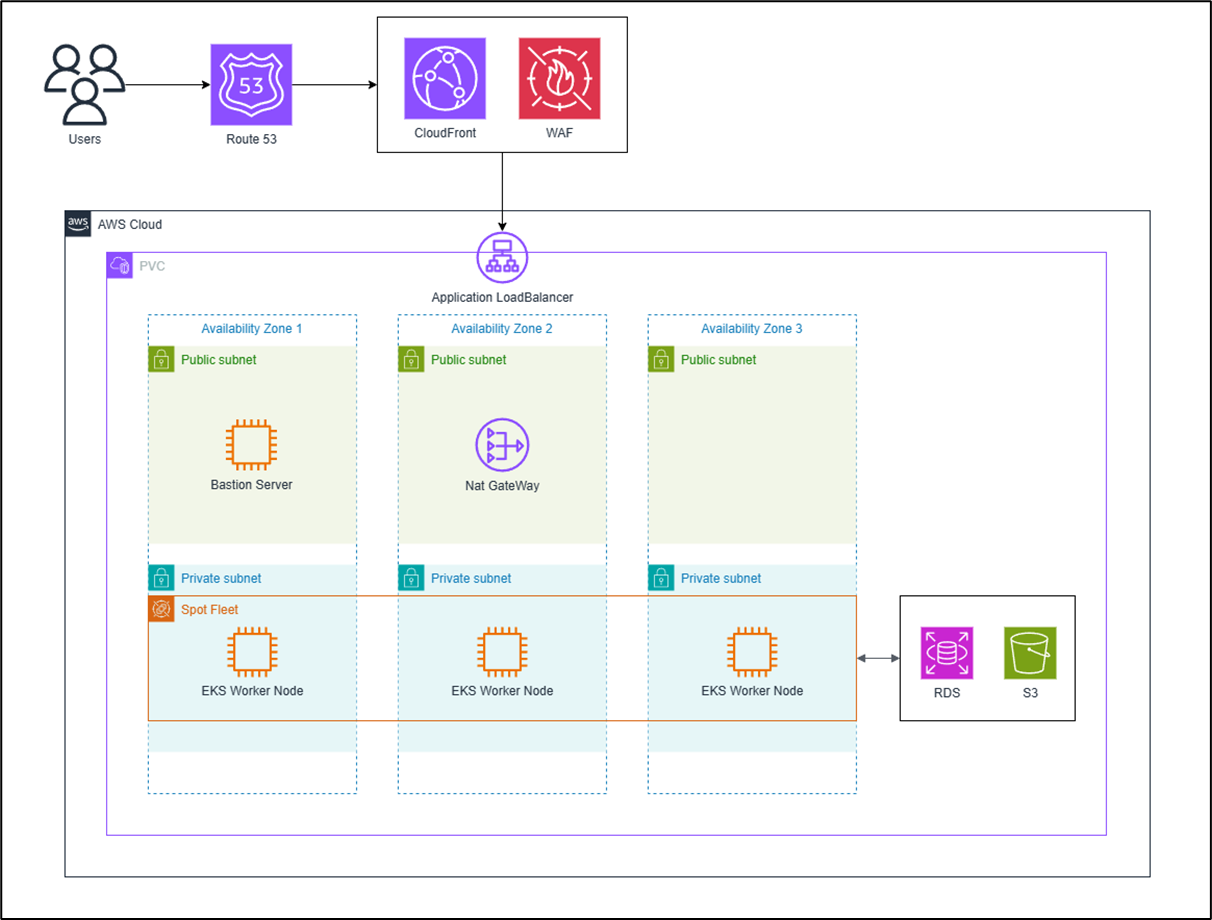 53
Users
Route 53
CloudFront
WAF
aws
AWS Cloud
PVC
Application LoadBalancer
Availability Zone 1
Availability Zone 2
Availability Zone 3
Public subnet
Public subnet
Public subnet
Bastion Server
Nat GateWay
Private subnet
Private subnet
Private subnet
Spot Fleet
EKS Worker Node
EKS Worker Node
EKS Worker Node
RDS
S3